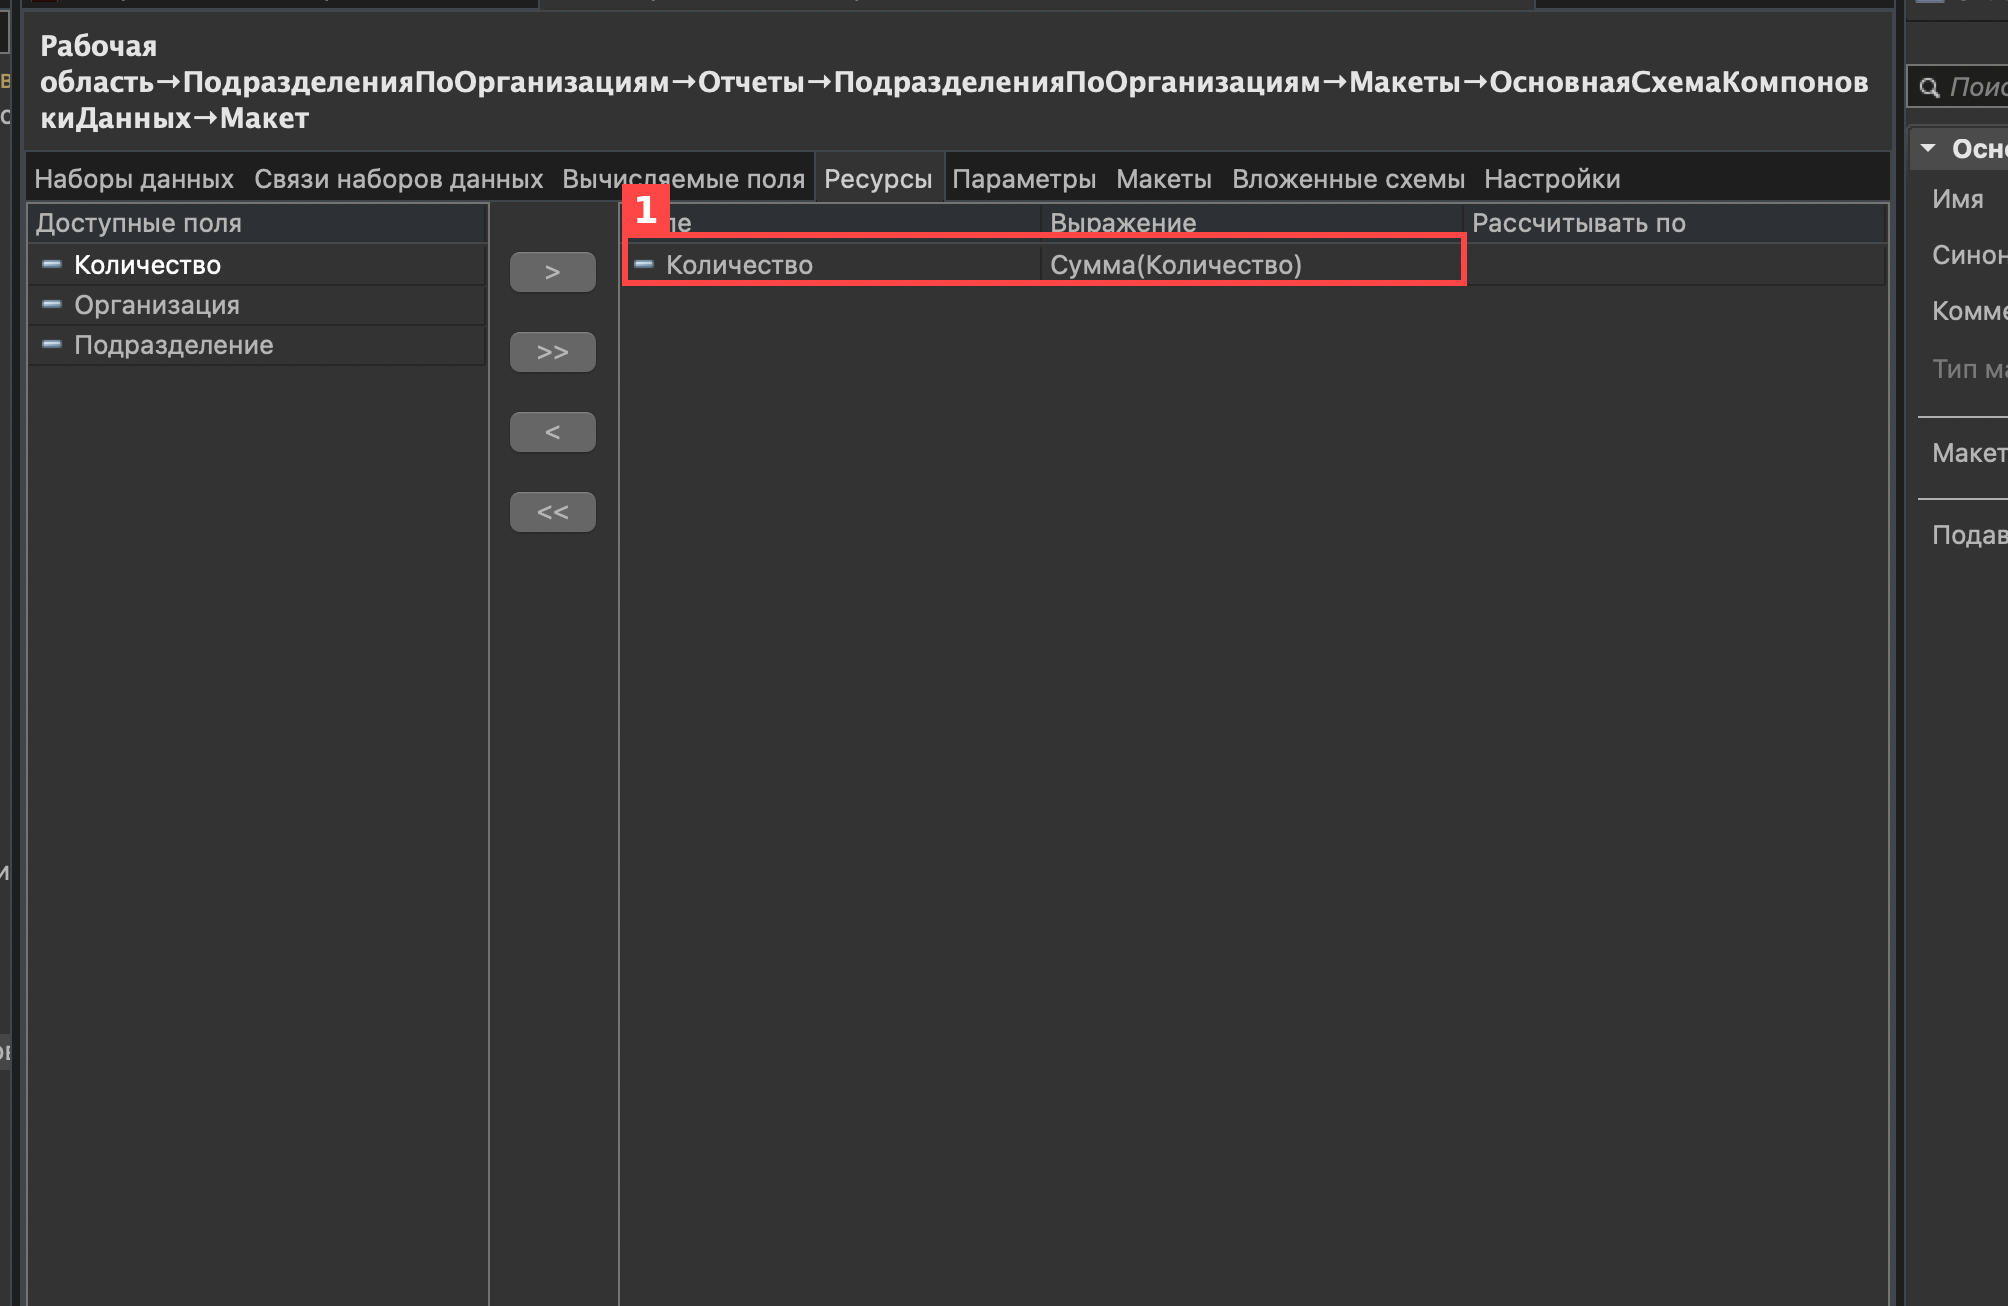 Рабочая
область→ПодразделенияПоОрганизациям→Отчеты→ПодразделенияПоОрганизациям→Макеты→ОсновнаяСхемаКомпонов
киДанных→Макет
Наборы данных Связи наборов данных Вычисляемые поля Ресурсы Параметры Макеты Вложенные схемы Настройки
Доступные поля
Количество
Организация
Подразделение
>
>>
<
<<
1
Выражение Рассчитывать по
Количество Сумма(Количество)
Имя
Макет